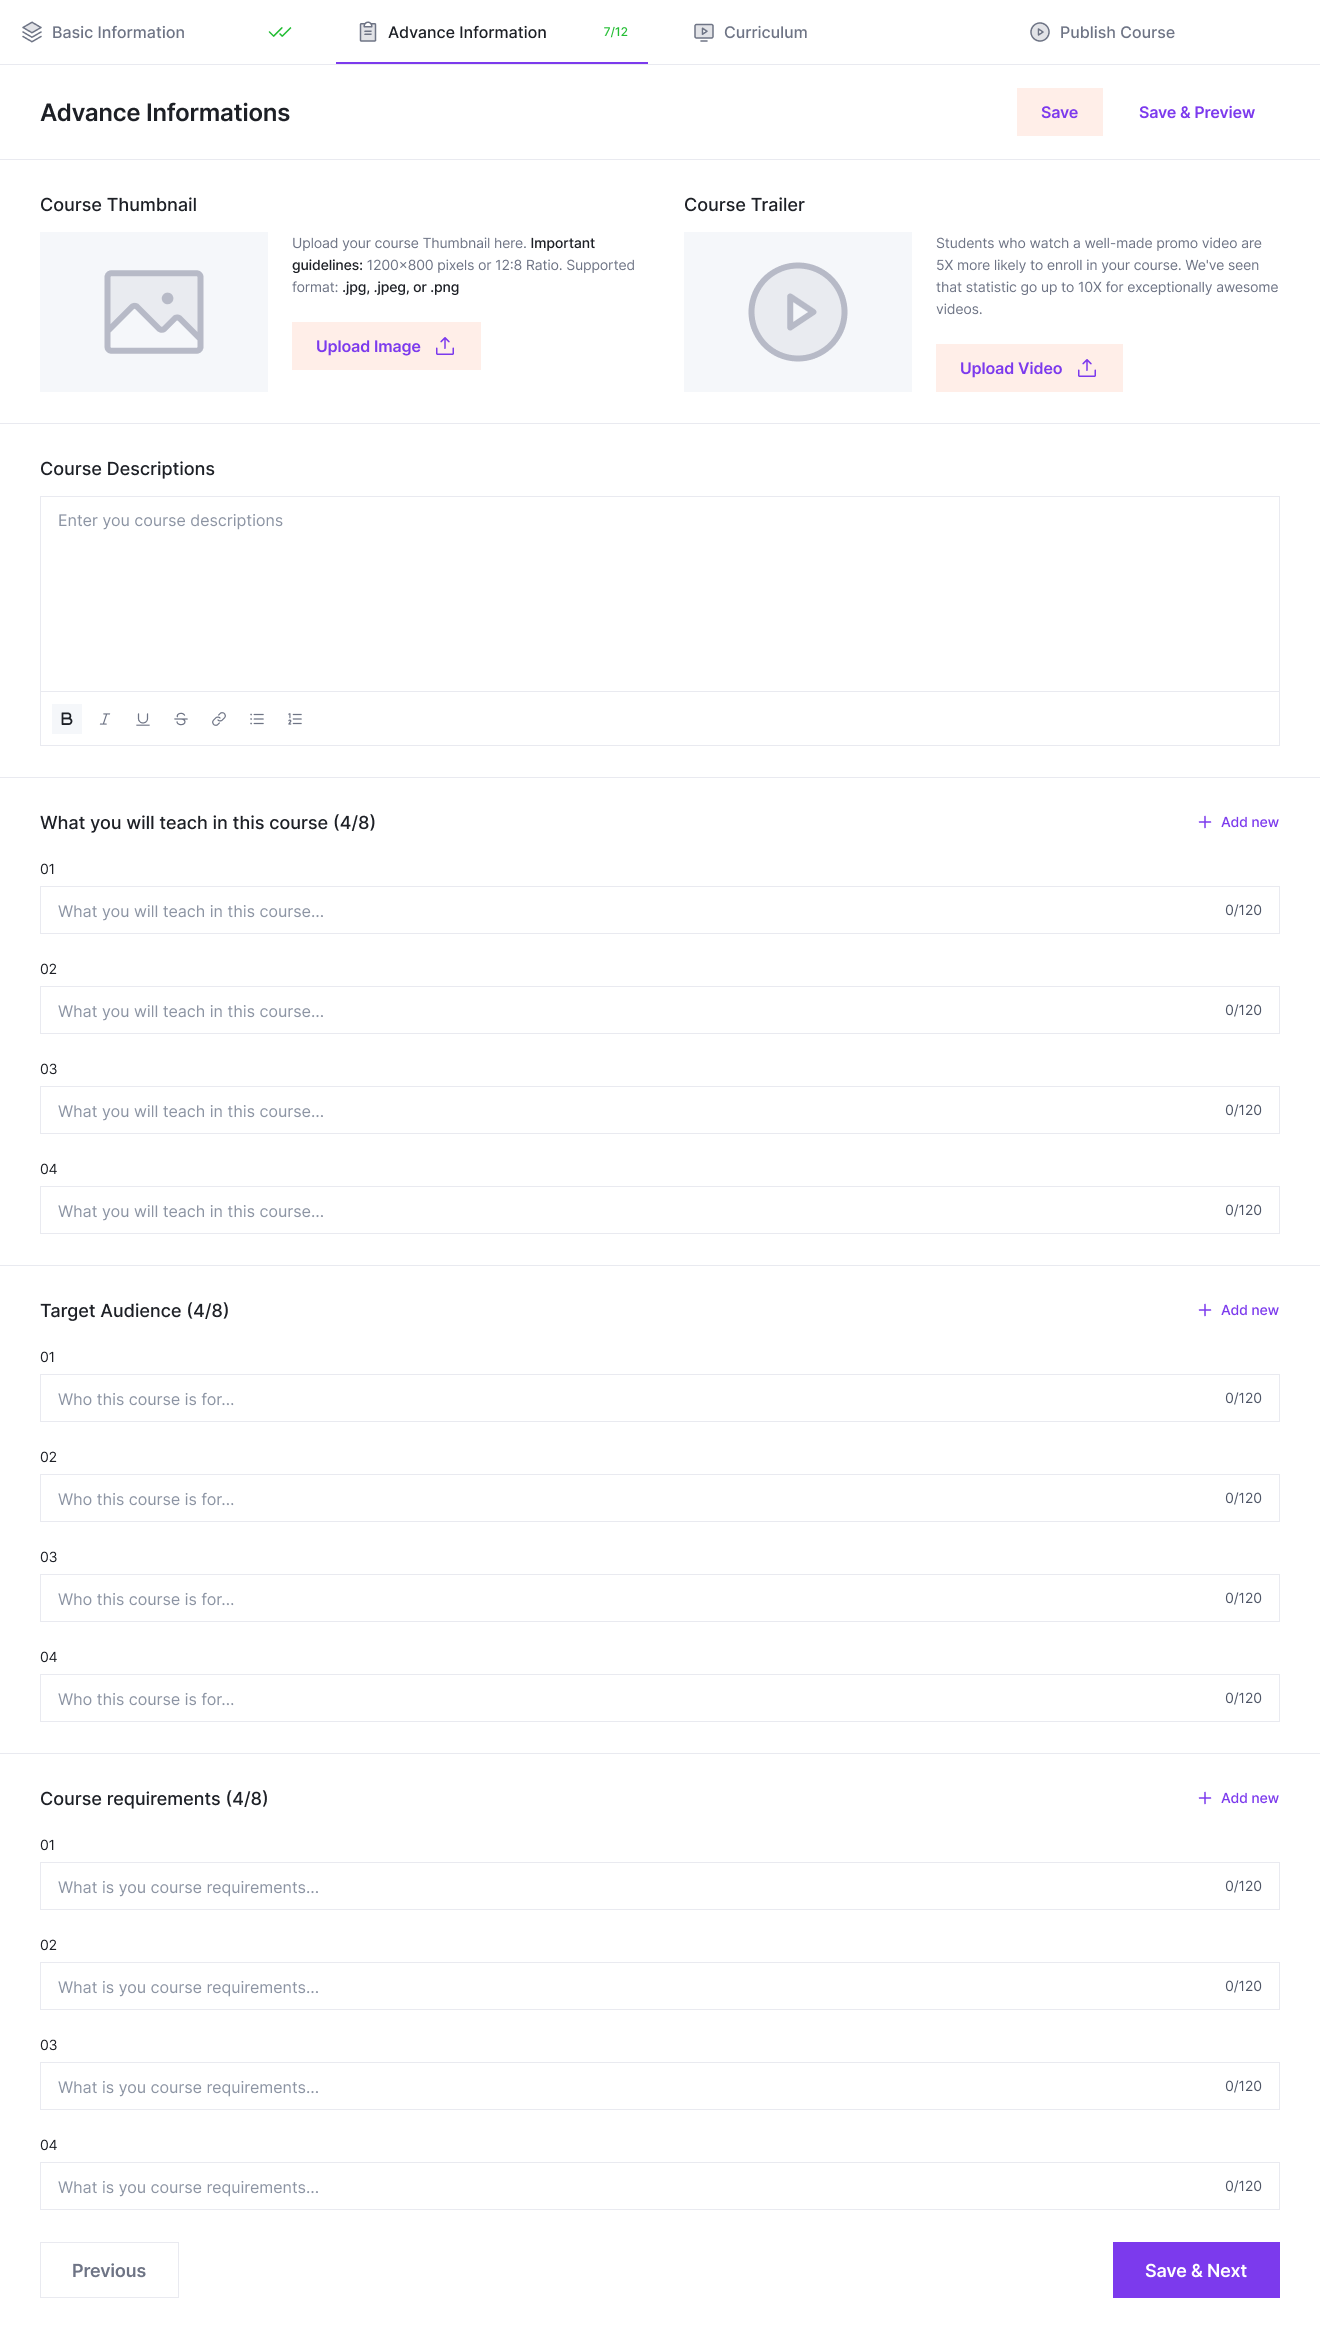 Basic Information
Advance Information
7/12
Curriculum
Publish Course
Advance Informations
Save
Save & Preview
Course Thumbnail
Upload your course Thumbnail here. Important
guidelines: 1200×800 pixels or 12:8 Ratio. Supported
format: .jpg, .jpeg, or .png
Upload Image
Course Trailer
Students who watch a well-made promo video are
5X more likely to enroll in your course. We've seen
that statistic go up to 10X for exceptionally awesome
videos.
Upload Video
Course Descriptions
Enter you course descriptions
What you will teach in this course (4/8)
Add new
01
What you will teach in this course...
0/120
02
What you will teach in this course...
0/120
03
What you will teach in this course...
0/120
04
What you will teach in this course...
0/120
Target Audience (4/8)
Add new
01
Who this course is for...
0/120
02
Who this course is for...
0/120
03
Who this course is for...
0/120
04
Who this course is for...
0/120
Course requirements (4/8)
Add new
01
What is you course requirements...
0/120
02
What is you course requirements...
0/120
03
What is you course requirements...
0/120
04
What is you course requirements...
0/120
Previous
Save & Next